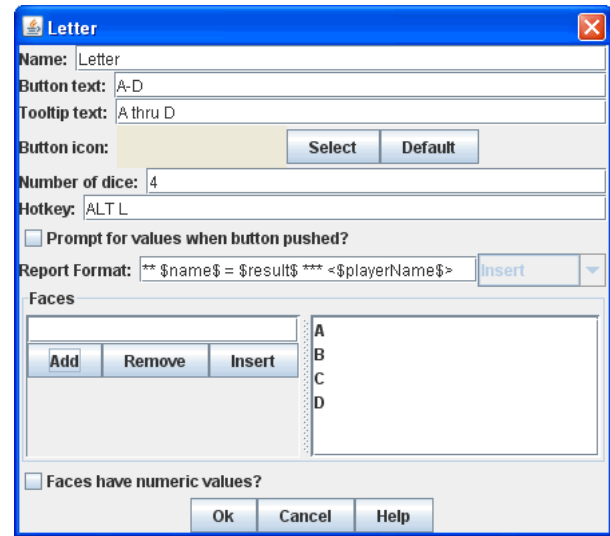 Letter
Name: Letter
Button text: A-D
Tooltip text: A thru D
Button icon: Select Default
Number of dice: 4
Hotkey: ALT L
Prompt for values when button pushed?
Report Format: ** $name$ = $result$ *** <$playerName$> Insert
Faces
Add Remove Insert
A
B
C
D
Faces have numeric values?
Ok Cancel Help